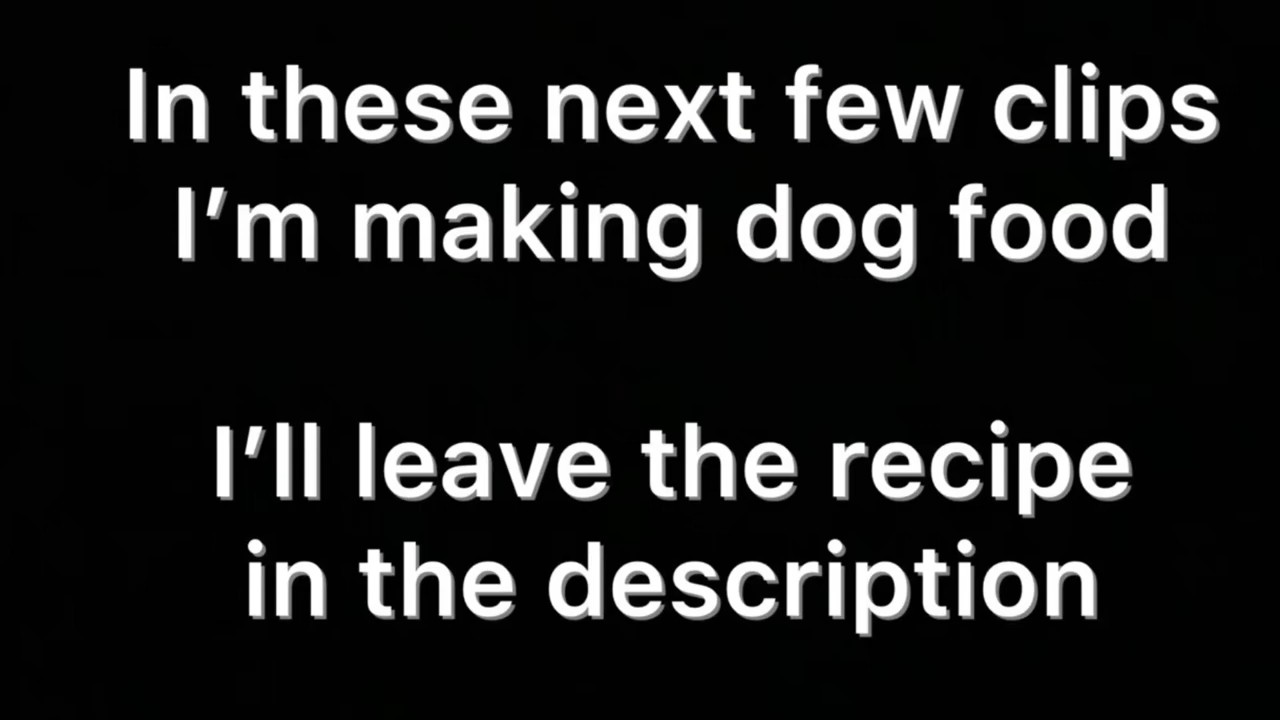 In these next few clips
I’m making dog food
I’ll leave the recipe
in the description